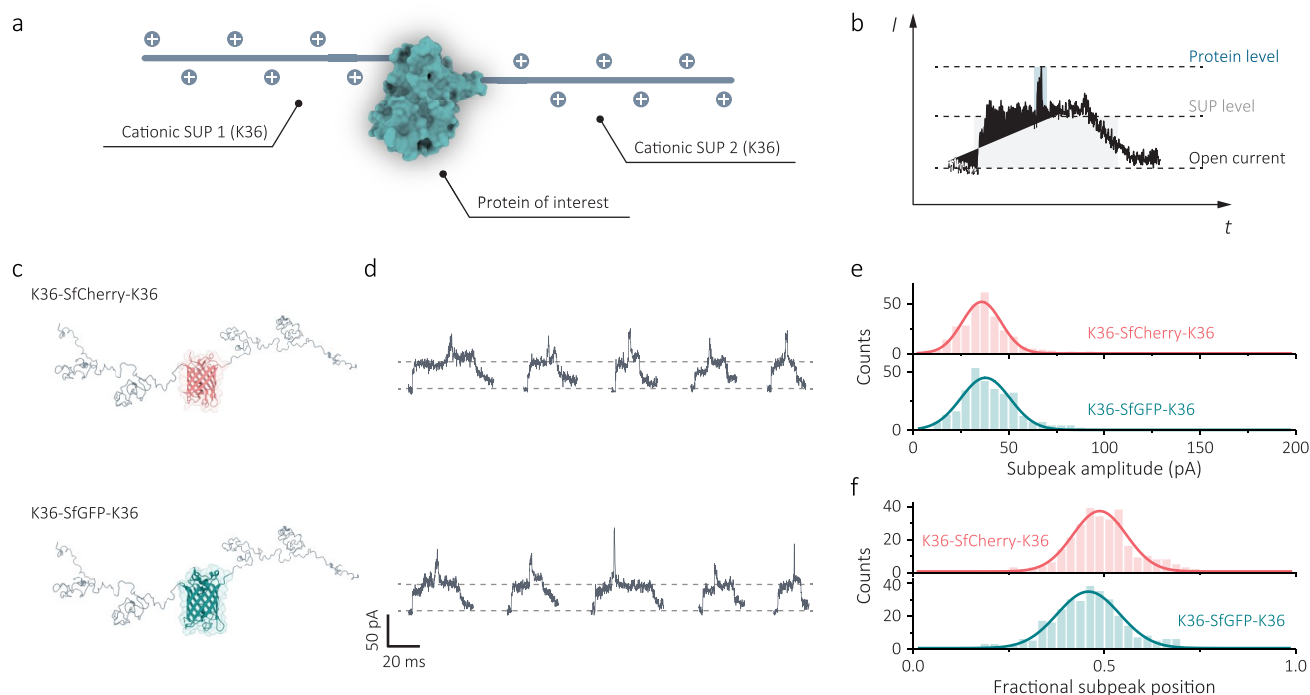 a
Cationic SUP 1 (K36)
Cationic SUP 2 (K36)
Protein of interest
b
I
Protein level
SUP level
Open current
t
c
K36-SfCherry-K36
K36-SfGFP-K36
d
50 pA
20 ms
e
Counts
50
0
50
0
K36-SfCherry-K36
K36-SfGFP-K36
0 50 100 150 200
Subpeak amplitude (pA)
f
Counts
40
20
0
40
20
0
K36-SfCherry-K36
K36-SfGFP-K36
0.0 0.5 1.0
Fractional subpeak position